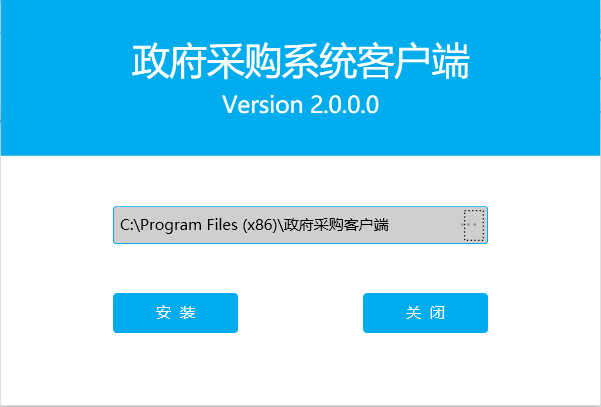 政府采购系统客户端
Version 2.0.0.0
C:\Program Files (x86)\政府采购客户端
...
安 装
关 闭